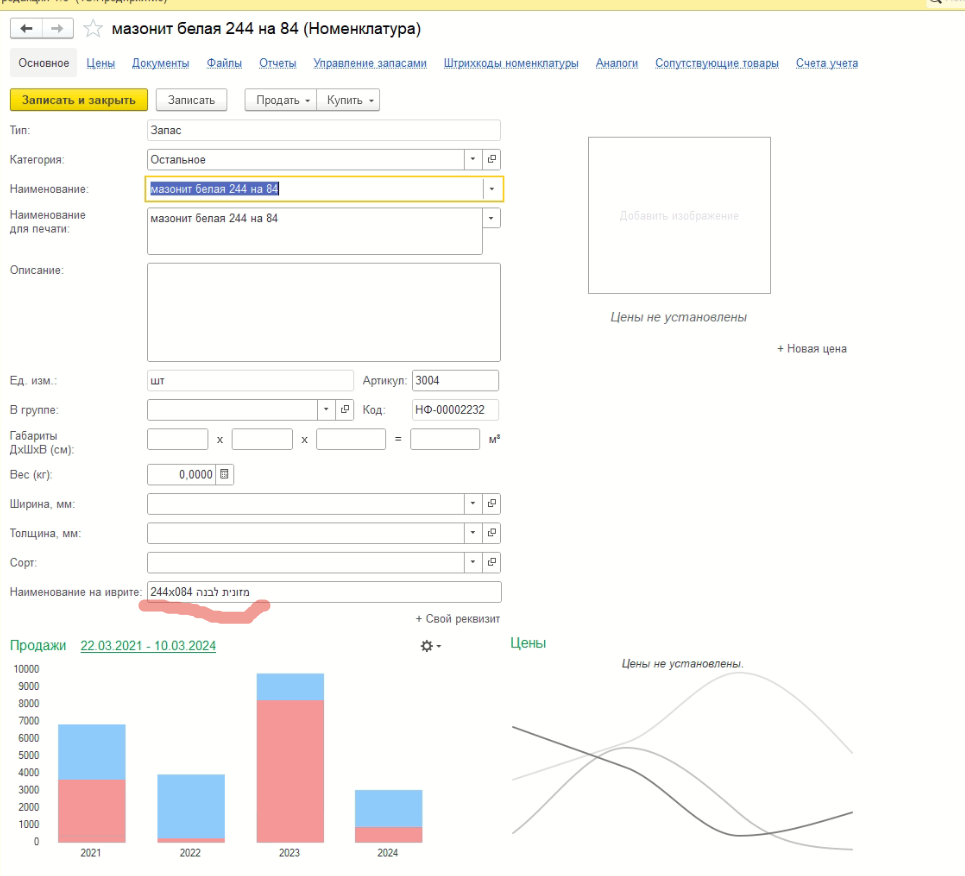 мазонит белая 244 на 84 (Номенклатура)
Основное Цены Документы Файлы Отчеты Управление запасами Штрихкоды номенклатуры Аналоги Сопутствующие товары Счета учета
Записать и закрыть Записать Продать Купить
Тип: Запас
Категория: Остальное
Наименование: мазонит белая 244 на 84
Наименование для печати: мазонит белая 244 на 84
Добавить изображение
Описание:
Цены не установлены
+ Новая цена
Ед. изм.: шт Артикул: 3004
В группе: Код: НФ-00002232
Габариты ДхШхВ (см): x x = м³
Вес (кг): 0,0000
Ширина, мм:
Толщина, мм:
Сорт:
Наименование на иврите: מזונית לבנה 244x084
+ Свой реквизит
Продажи 22.03.2021 - 10.03.2024
Цены
Цены не установлены.
10000
9000
8000
7000
6000
5000
4000
3000
2000
1000
0
2021 2022 2023 2024